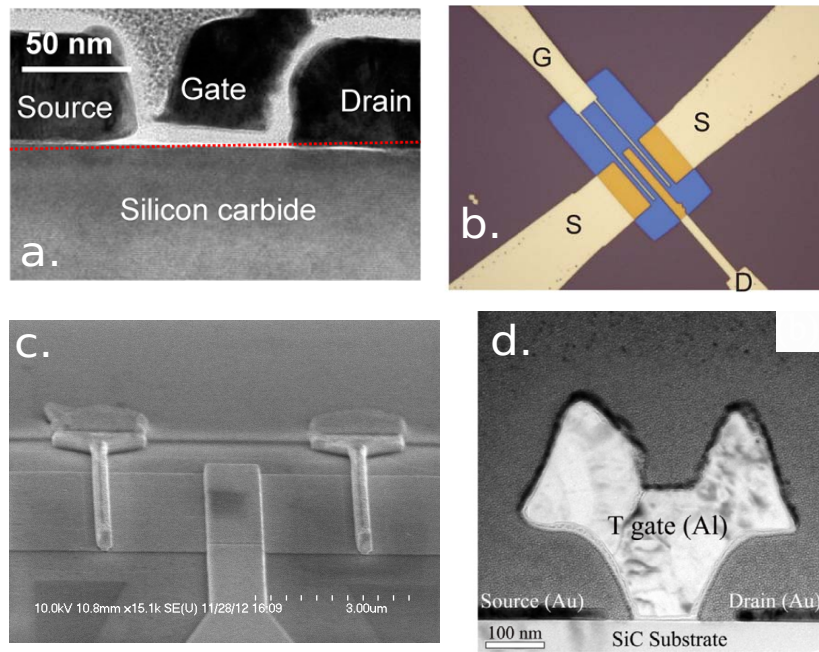 50 nm
Source
Gate
Drain
Silicon carbide
a.
G
S
S
b.
D
c.
10.0kV 10.8mm x15.1k SE(U) 11/28/12 16:09
3.00um
d.
T gate (Al)
Source (Au)
Drain (Au)
100 nm
SiC Substrate